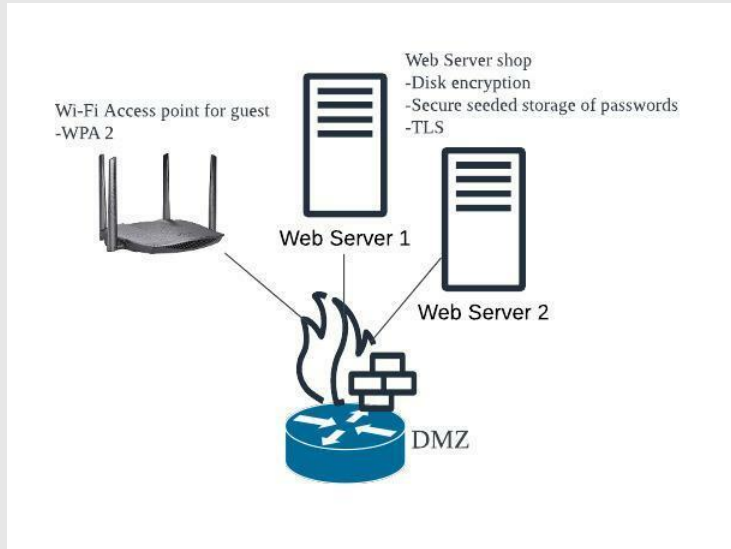 Web Server shop
-Disk encryption
-Secure seeded storage of passwords
-TLS
Wi-Fi Access point for guest
-WPA 2
Web Server 1
Web Server 2
DMZ